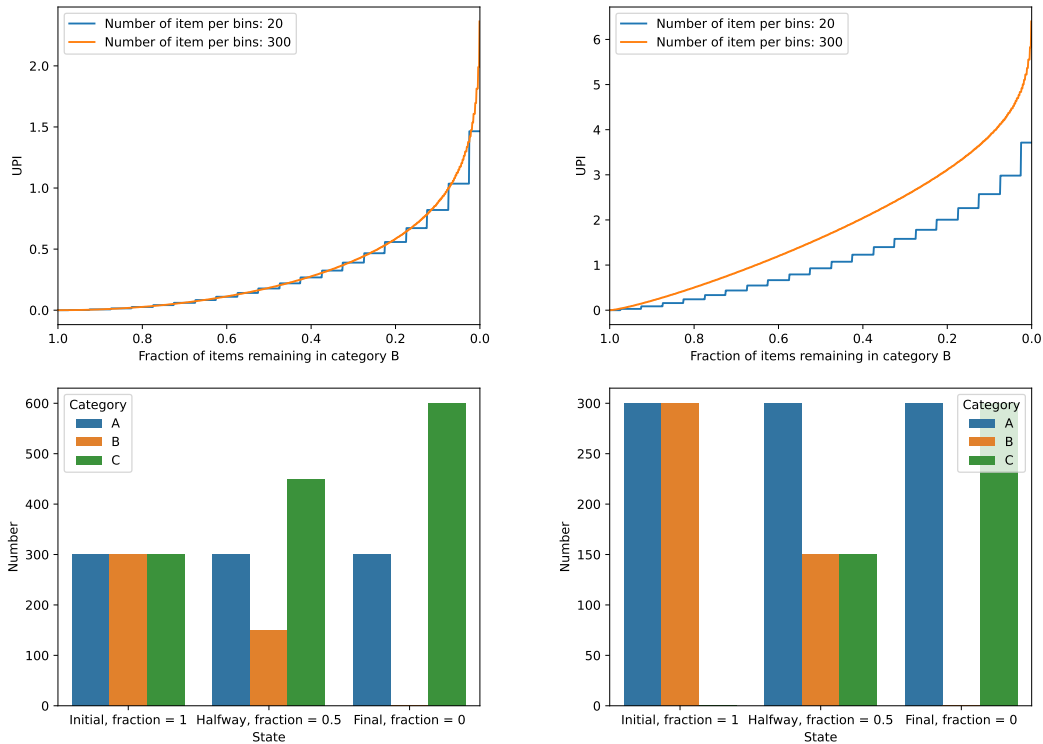 Number of item per bins: 20
Number of item per bins: 300
UPI
2.0
1.5
1.0
0.5
0.0
1.0 0.8 0.6 0.4 0.2 0.0
Fraction of items remaining in category B
Number of item per bins: 20
Number of item per bins: 300
UPI
6
5
4
3
2
1
0
1.0 0.8 0.6 0.4 0.2 0.0
Fraction of items remaining in category B
Category
A
B
C
Number
600
500
400
300
200
100
0
Initial, fraction = 1 Halfway, fraction = 0.5 Final, fraction = 0
State
Category
A
B
C
Number
300
250
200
150
100
50
0
Initial, fraction = 1 Halfway, fraction = 0.5 Final, fraction = 0
State